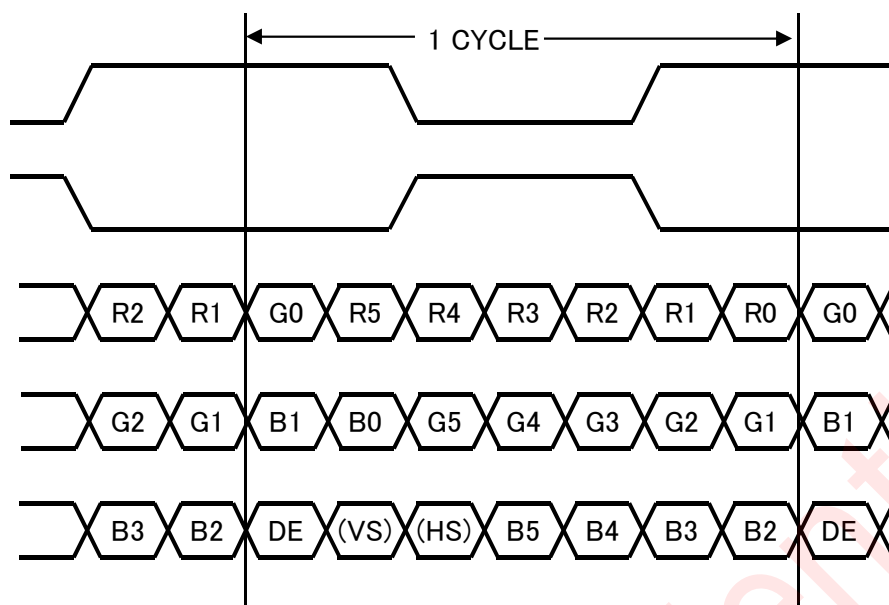 1 CYCLE
R2 R1 G0 R5 R4 R3 R2 R1 R0 G0
G2 G1 B1 B0 G5 G4 G3 G2 G1 B1
B3 B2 DE (VS) (HS) B5 B4 B3 B2 DE